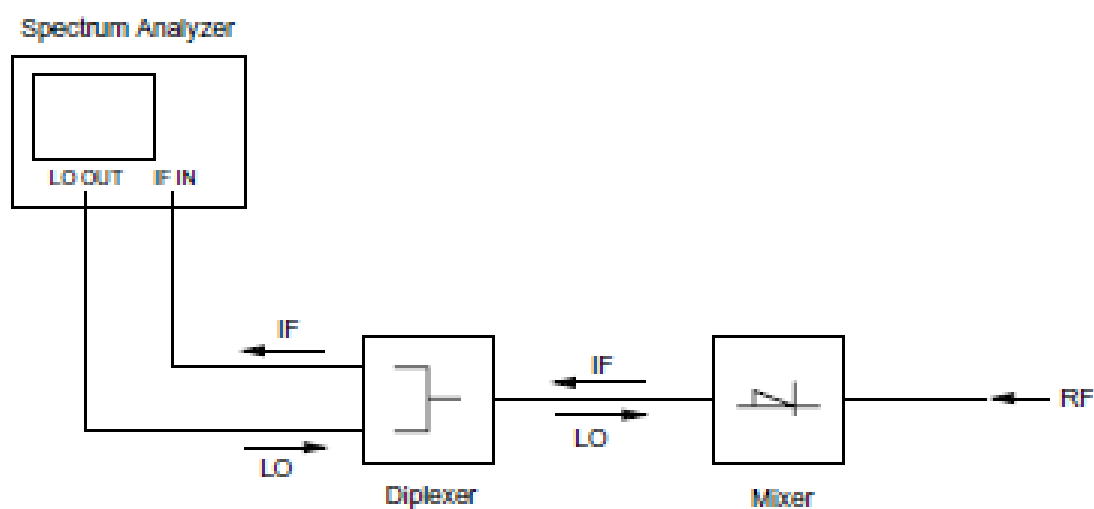 Spectrum Analyzer
LO OUT IF IN
IF
IF
RF
LO
LO
Diplexer
Mixer